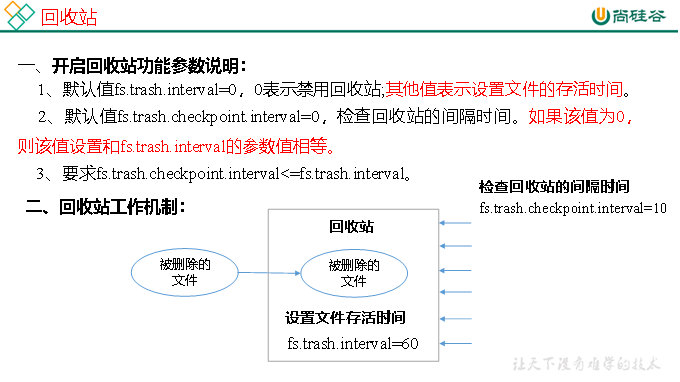 回收站
尚硅谷
一、开启回收站功能参数说明：
1、默认值fs.trash.interval=0，0表示禁用回收站;其他值表示设置文件的存活时间。
2、默认值fs.trash.checkpoint.interval=0，检查回收站的间隔时间。如果该值为0，
则该值设置和fs.trash.interval的参数值相等。
3、要求fs.trash.checkpoint.interval<=fs.trash.interval。
检查回收站的间隔时间
fs.trash.checkpoint.interval=10
二、回收站工作机制：
回收站
被删除的
文件
被删除的
文件
设置文件存活时间
fs.trash.interval=60
让天下没有难学的技术